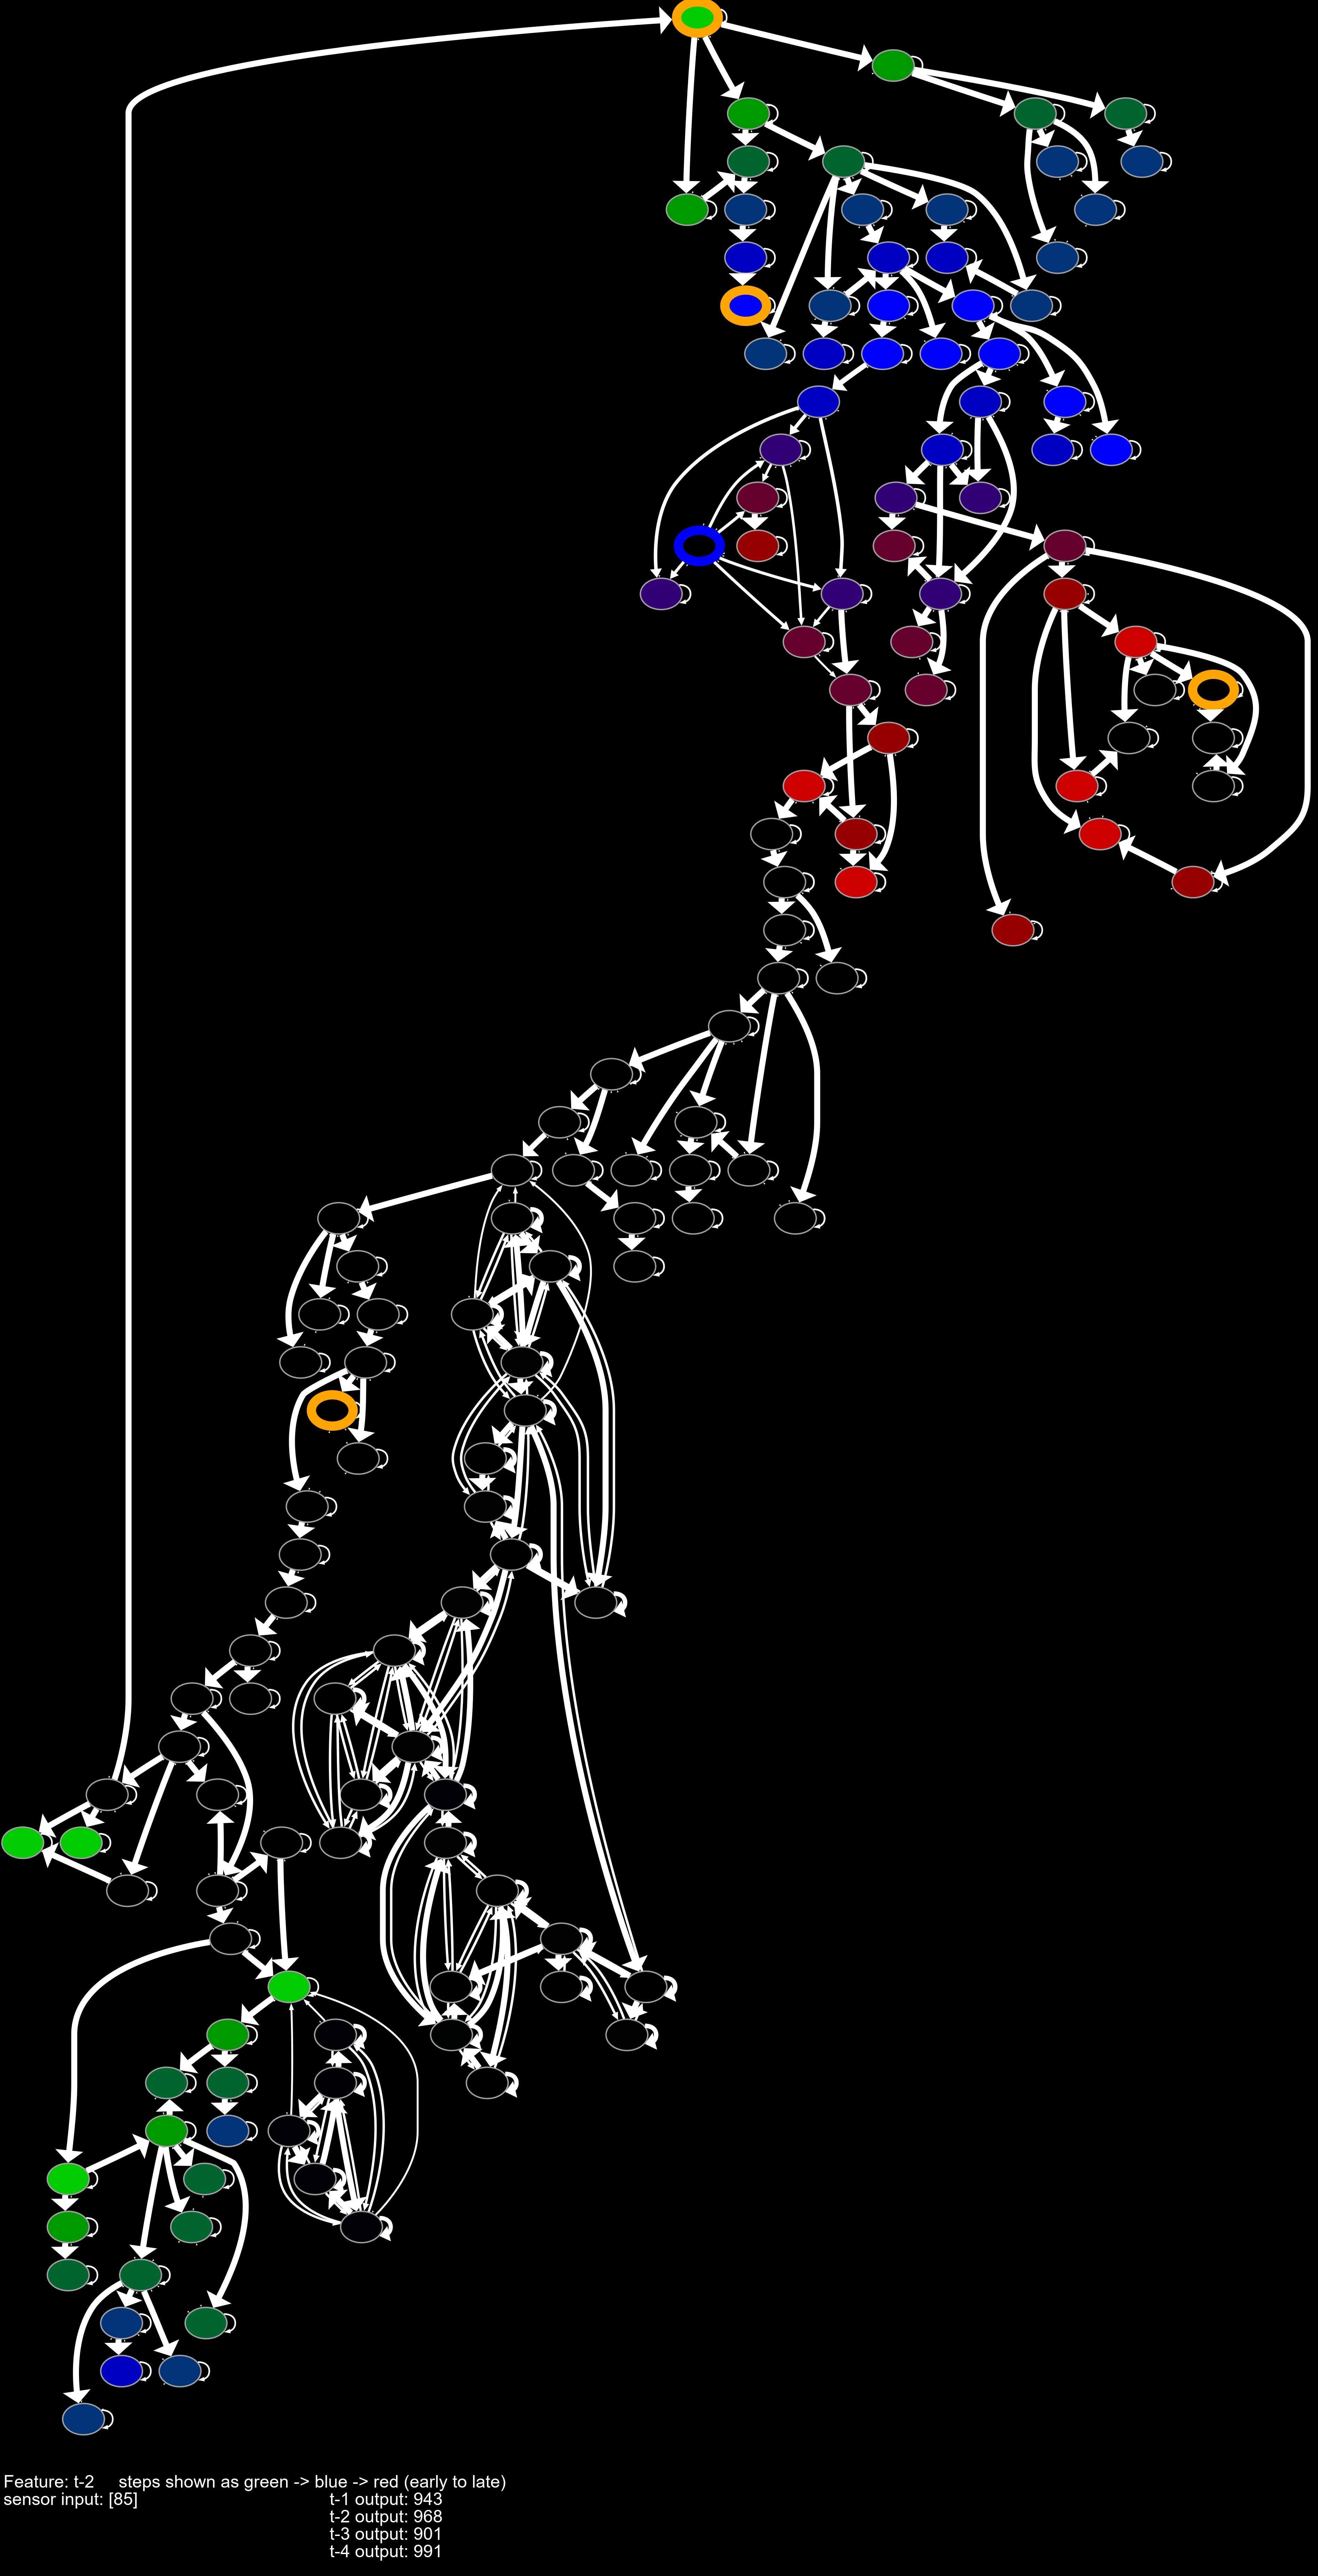 Feature: t-2     steps shown as green -> blue -> red (early to late)
sensor input: [85]     t-1 output: 943
t-2 output: 968
t-3 output: 901
t-4 output: 991